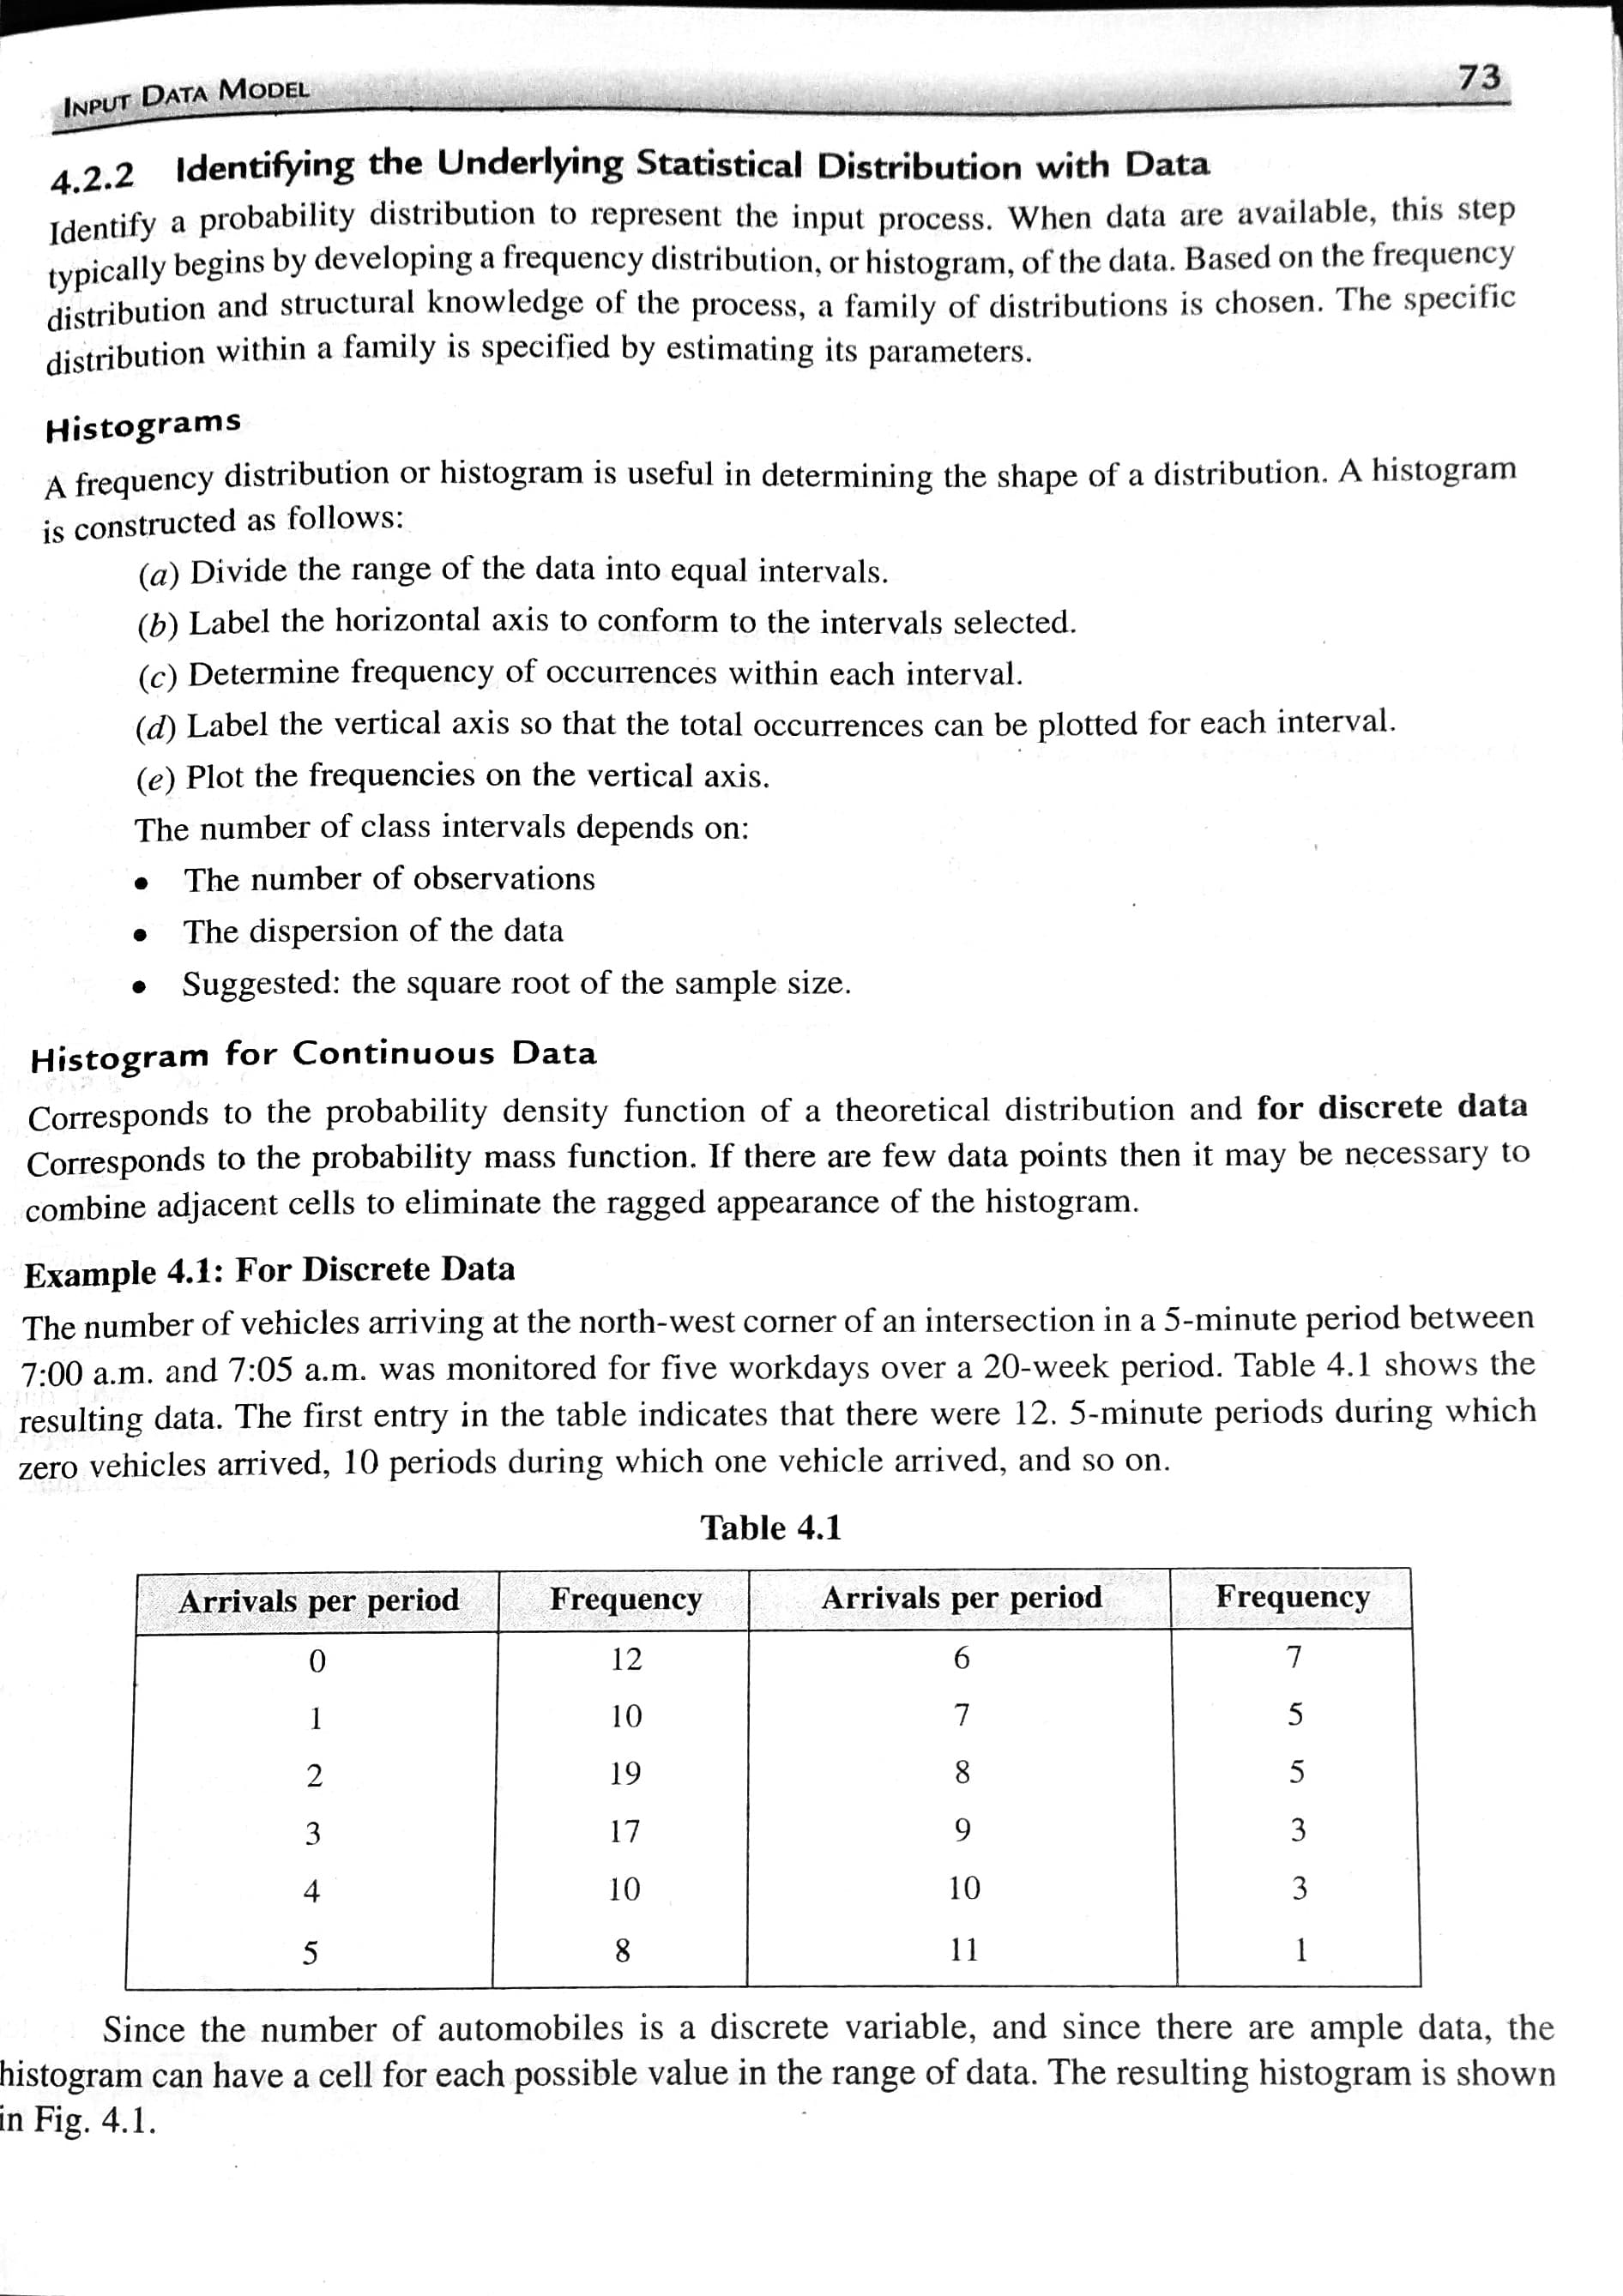 INPUT DATA MODEL 73
4.2.2 Identifying the Underlying Statistical Distribution with Data
Identify a probability distribution to represent the input process. When data are available, this step
typically begins by developing a frequency distribution, or histogram, of the data. Based on the frequency
distribution and structural knowledge of the process, a family of distributions is chosen. The specific
distribution within a family is specified by estimating its parameters.
Histograms
A frequency distribution or histogram is useful in determining the shape of a distribution. A histogram
is constructed as follows:
(a) Divide the range of the data into equal intervals.
(b) Label the horizontal axis to conform to the intervals selected.
(c) Determine frequency of occurrences within each interval.
(d) Label the vertical axis so that the total occurrences can be plotted for each interval.
(e) Plot the frequencies on the vertical axis.
The number of class intervals depends on:
• The number of observations
• The dispersion of the data
• Suggested: the square root of the sample size.
Histogram for Continuous Data
Corresponds to the probability density function of a theoretical distribution and for discrete data
Corresponds to the probability mass function. If there are few data points then it may be necessary to
combine adjacent cells to eliminate the ragged appearance of the histogram.
Example 4.1: For Discrete Data
The number of vehicles arriving at the north-west corner of an intersection in a 5-minute period between
7:00 a.m. and 7:05 a.m. was monitored for five workdays over a 20-week period. Table 4.1 shows the
resulting data. The first entry in the table indicates that there were 12. 5-minute periods during which
zero vehicles arrived, 10 periods during which one vehicle arrived, and so on.
Table 4.1
Arrivals per period Frequency Arrivals per period Frequency
0 12 6 7
1 10 7 5
2 19 8 5
3 17 9 3
4 10 10 3
5 8 11 1
Since the number of automobiles is a discrete variable, and since there are ample data, the
histogram can have a cell for each possible value in the range of data. The resulting histogram is shown
in Fig. 4.1.